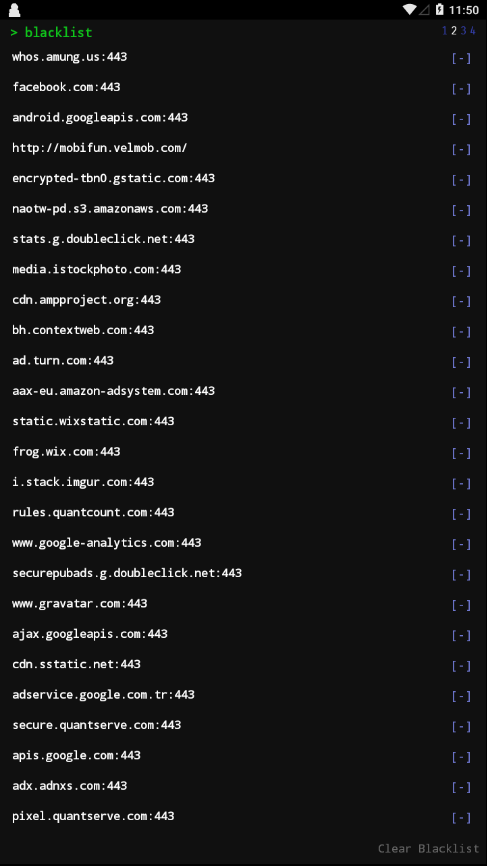 11:50
> blacklist
1 2 3 4
whos.amung.us:443 [-]
facebook.com:443 [-]
android.googleapis.com:443 [-]
http://mobifun.velmob.com/ [-]
encrypted-tbn0.gstatic.com:443 [-]
naotw-pd.s3.amazonaws.com:443 [-]
stats.g.doubleclick.net:443 [-]
media.istockphoto.com:443 [-]
cdn.ampproject.org:443 [-]
bh.contextweb.com:443 [-]
ad.turn.com:443 [-]
aax-eu.amazon-adsystem.com:443 [-]
static.wixstatic.com:443 [-]
frog.wix.com:443 [-]
i.stack.imgur.com:443 [-]
rules.quantcount.com:443 [-]
www.google-analytics.com:443 [-]
securepubads.g.doubleclick.net:443 [-]
www.gravatar.com:443 [-]
ajax.googleapis.com:443 [-]
cdn.sstatic.net:443 [-]
adservice.google.com.tr:443 [-]
secure.quantserve.com:443 [-]
apis.google.com:443 [-]
adx.adnxs.com:443 [-]
pixel.quantserve.com:443 [-]
Clear Blacklist